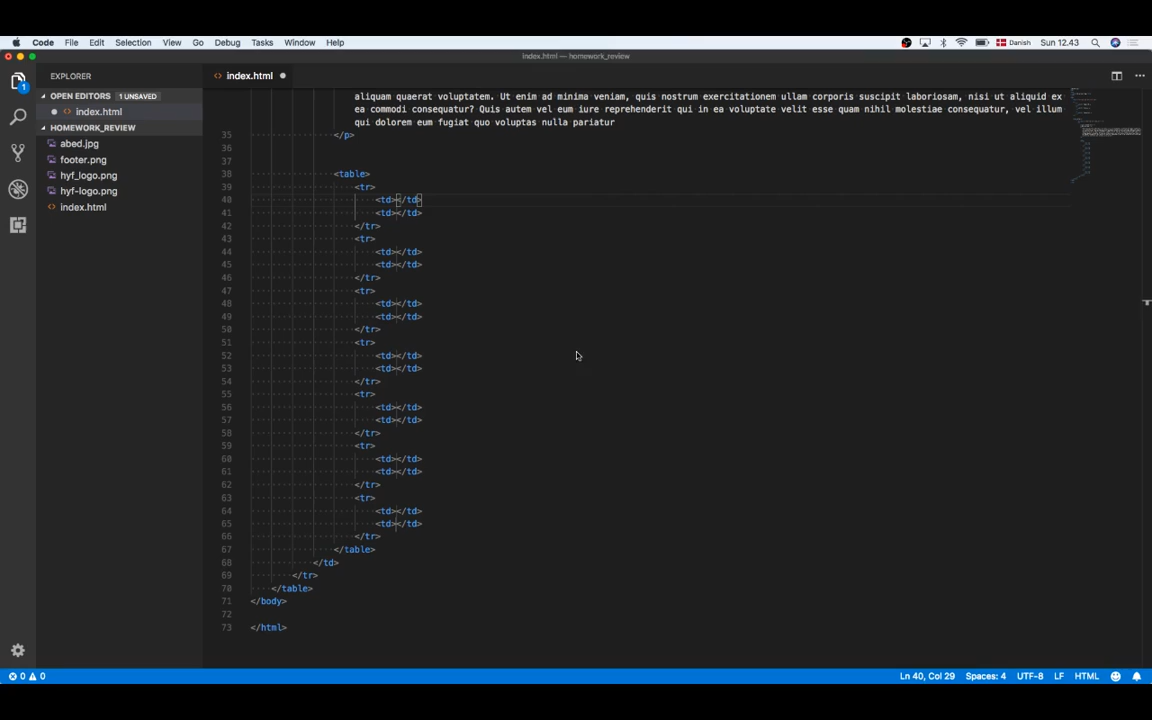 Code File Edit Selection View Go Debug Tasks Window Help Danish Sun 12.43
index.html — homework_review
EXPLORER
index.html
OPEN EDITORS 1 UNSAVED
index.html
HOMEWORK_REVIEW
abed.jpg
footer.png
hyf_logo.png
hyf-logo.png
index.html
1
aliquam quaerat voluptatem. Ut enim ad minima veniam, quis nostrum exercitationem ullam corporis suscipit laboriosam, nisi ut aliquid ex
ea commodi consequatur? Quis autem vel eum iure reprehenderit qui in ea voluptate velit esse quam nihil molestiae consequatur, vel illum
qui dolorem eum fugiat quo voluptas nulla pariatur
35 </p>
36
37
38 <table>
39 <tr>
40 <td></td>
41 <td></td>
42 </tr>
43 <tr>
44 <td></td>
45 <td></td>
46 </tr>
47 <tr>
48 <td></td>
49 <td></td>
50 </tr>
51 <tr>
52 <td></td>
53 <td></td>
54 </tr>
55 <tr>
56 <td></td>
57 <td></td>
58 </tr>
59 <tr>
60 <td></td>
61 <td></td>
62 </tr>
63 <tr>
64 <td></td>
65 <td></td>
66 </tr>
67 </table>
68 </td>
69 </tr>
70 </table>
71 </body>
72
73 </html>
0 0 Ln 40, Col 29 Spaces: 4 UTF-8 LF HTML